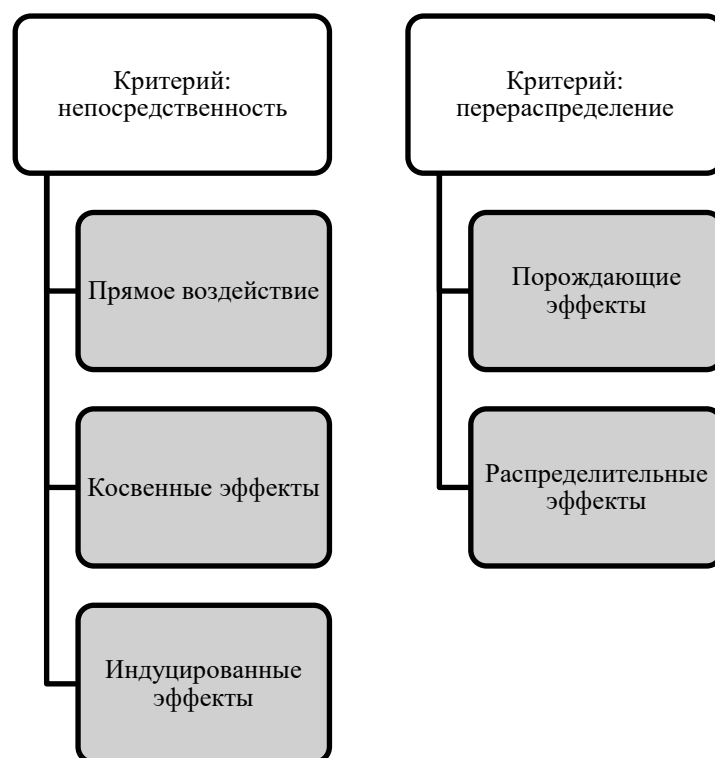 Критерий:
непосредственность
Прямое воздействие
Косвенные эффекты
Индуцированные
эффекты
Критерий:
перераспределение
Порождающие
эффекты
Распределительные
эффекты